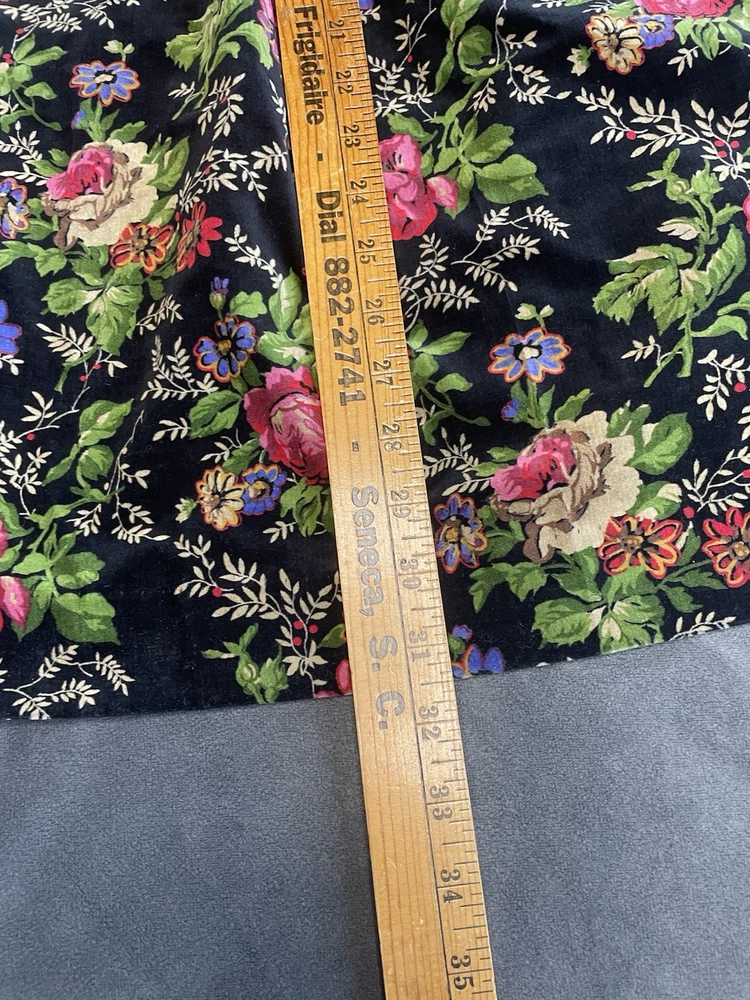 Frigidaire - Dial 882-2741 - Seneca, S. C.
21 22 23 24 25 26 27 28 29 30 31 32 33 34 35